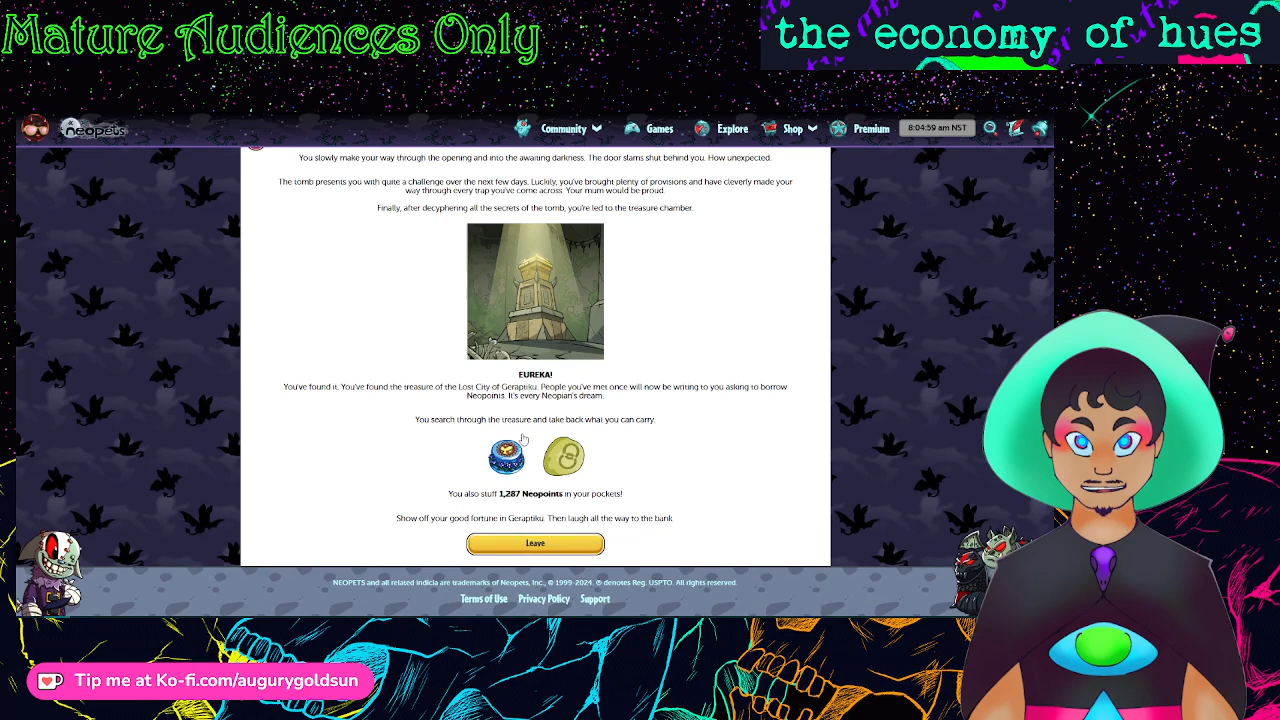 Mature Audiences Only
the economy of hues
neopets
Community
Games
Explore
Shop
Premium
8:04:59 am NST
You slowly make your way through the opening and into the awaiting darkness. The door slams shut behind you. How unexpected.
The tomb presents you with quite a challenge over the next few days. Luckily, you've brought plenty of provisions and have cleverly made your
way through every trap you've come across. Your mum would be proud.
Finally, after decyphering all the secrets of the tomb, you're led to the treasure chamber.
EUREKA!
You've found it. You've found the treasure of the Lost City of Geraptiku. People you've met once will now be writing to you asking to borrow
Neopoints. It's every Neopian's dream.
You search through the treasure and take back what you can carry.
You also stuff 1,287 Neopoints in your pockets!
Show off your good fortune in Geraptiku. Then laugh all the way to the bank.
Leave
NEOPETS and all related indicia are trademarks of Neopets, Inc., © 1999-2024. ® denotes Reg. USPTO. All rights reserved.
Terms of Use Privacy Policy Support
Tip me at Ko-fi.com/augurygoldsun